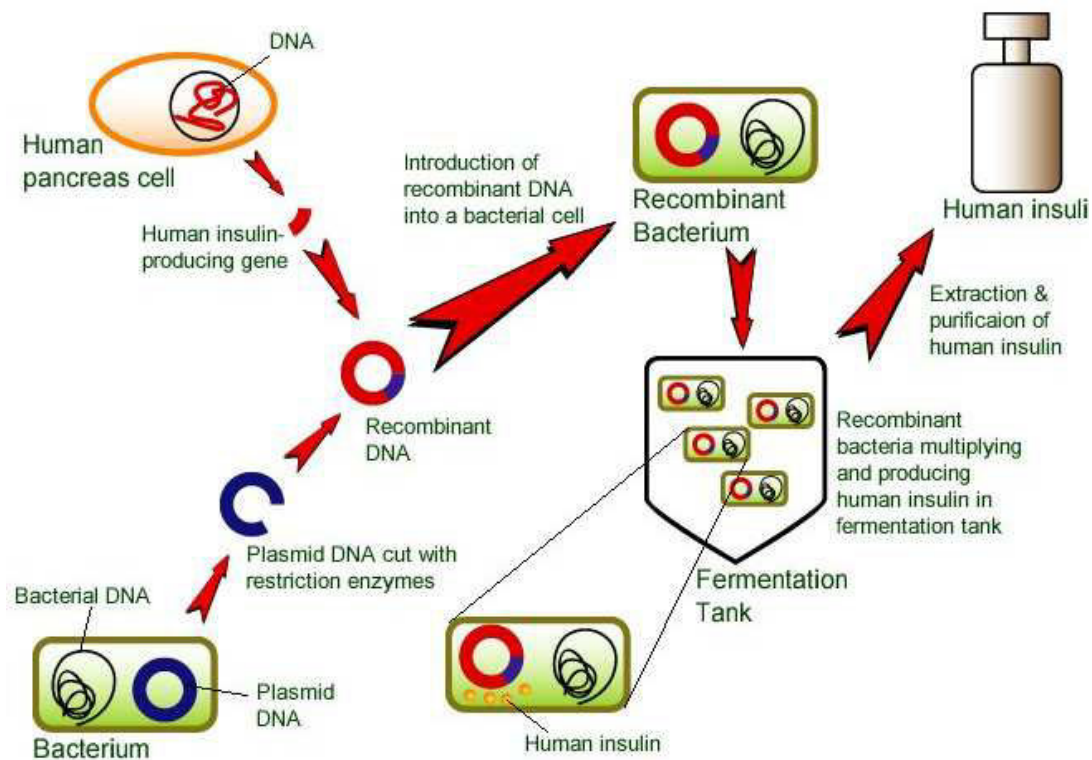 DNA
Human
pancreas cell
Human insulin-
producing gene
Introduction of
recombinant DNA
into a bacterial cell
Recombinant
Bacterium
Human insuli
Extraction &
purificaion of
human insulin
Recombinant
DNA
Recombinant
bacteria multiplying
and producing
human insulin in
fermentation tank
Plasmid DNA cut with
restriction enzymes
Fermentation
Tank
Bacterial DNA
Plasmid
DNA
Bacterium
Human insulin